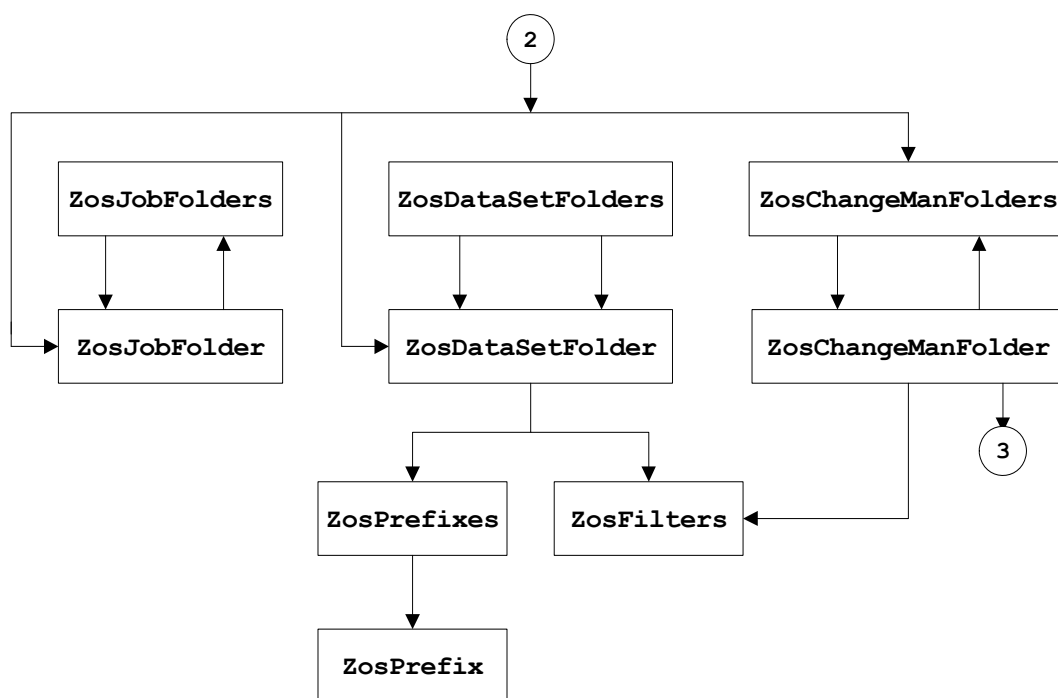 2
ZosJobFolders
ZosDataSetFolders
ZosChangeManFolders
ZosJobFolder
ZosDataSetFolder
ZosChangeManFolder
3
ZosPrefixes
ZosFilters
ZosPrefix